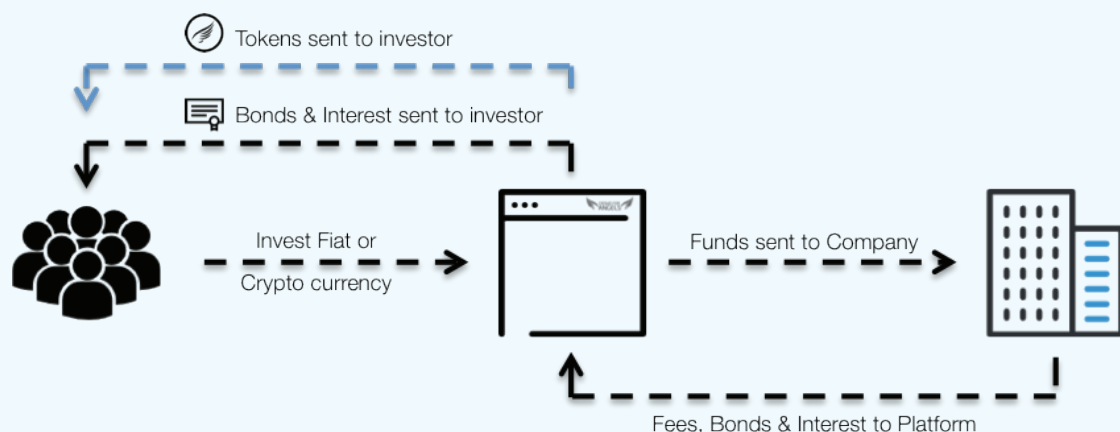 Tokens sent to investor
Bonds & Interest sent to investor
Invest Fiat or
Crypto currency
Funds sent to Company
Fees, Bonds & Interest to Platform